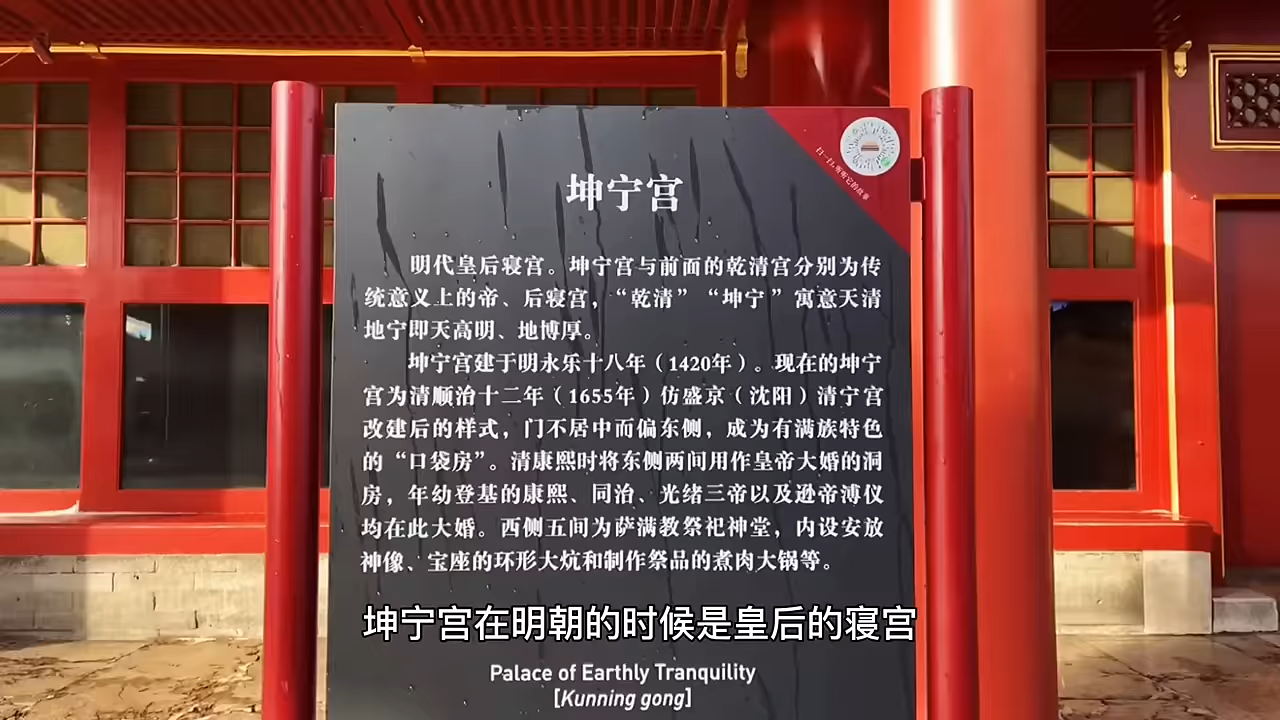 扫一扫,听听它的故事
坤宁宫
明代皇后寝宫。坤宁宫与前面的乾清宫分别为传
统意义上的帝、后寝宫，“乾清”“坤宁”寓意天清
地宁即天高明、地博厚。
坤宁宫建于明永乐十八年（1420年）。现在的坤宁
宫为清顺治十二年（1655年）仿盛京（沈阳）清宁宫
改建后的样式，门不居中而偏东侧，成为有满族特色
的“口袋房”。清康熙时将东侧两间用作皇帝大婚的洞
房，年幼登基的康熙、同治、光绪三帝以及逊帝溥仪
均在此大婚。西侧五间为萨满教祭祀神堂，内设安放
神像、宝座的环形大炕和制作祭品的煮肉大锅等。
坤宁宫在明朝的时候是皇后的寝宫
Palace of Earthly Tranquility
[Kunning gong]